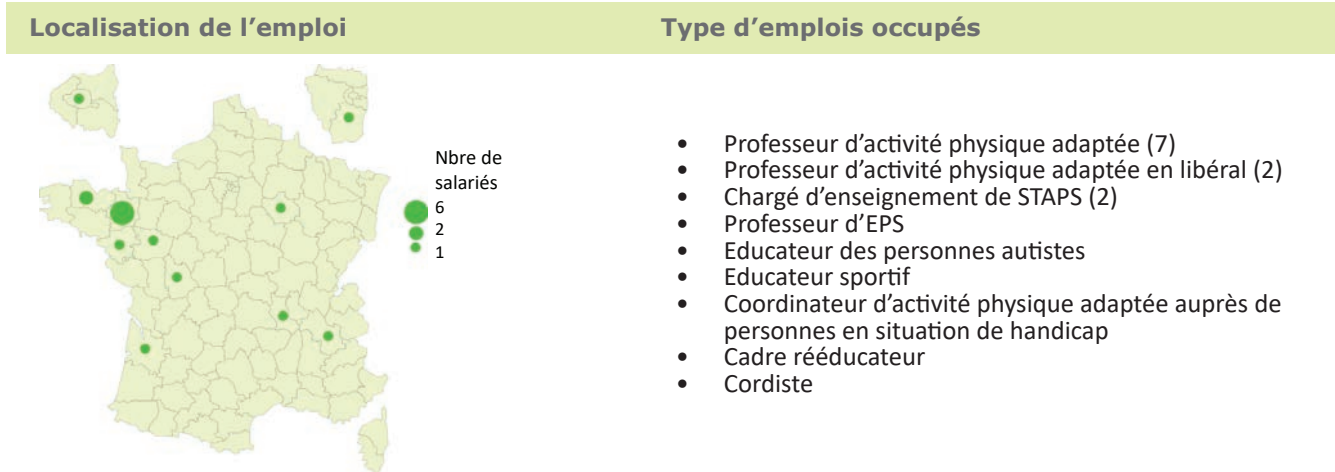 Localisation de l’emploi
Type d’emplois occupés
Nbre de
salariés
6
2
1
• Professeur d’activité physique adaptée (7)
• Professeur d’activité physique adaptée en libéral (2)
• Chargé d’enseignement de STAPS (2)
• Professeur d’EPS
• Educateur des personnes autistes
• Educateur sportif
• Coordinateur d’activité physique adaptée auprès de
personnes en situation de handicap
• Cadre rééducateur
• Cordiste